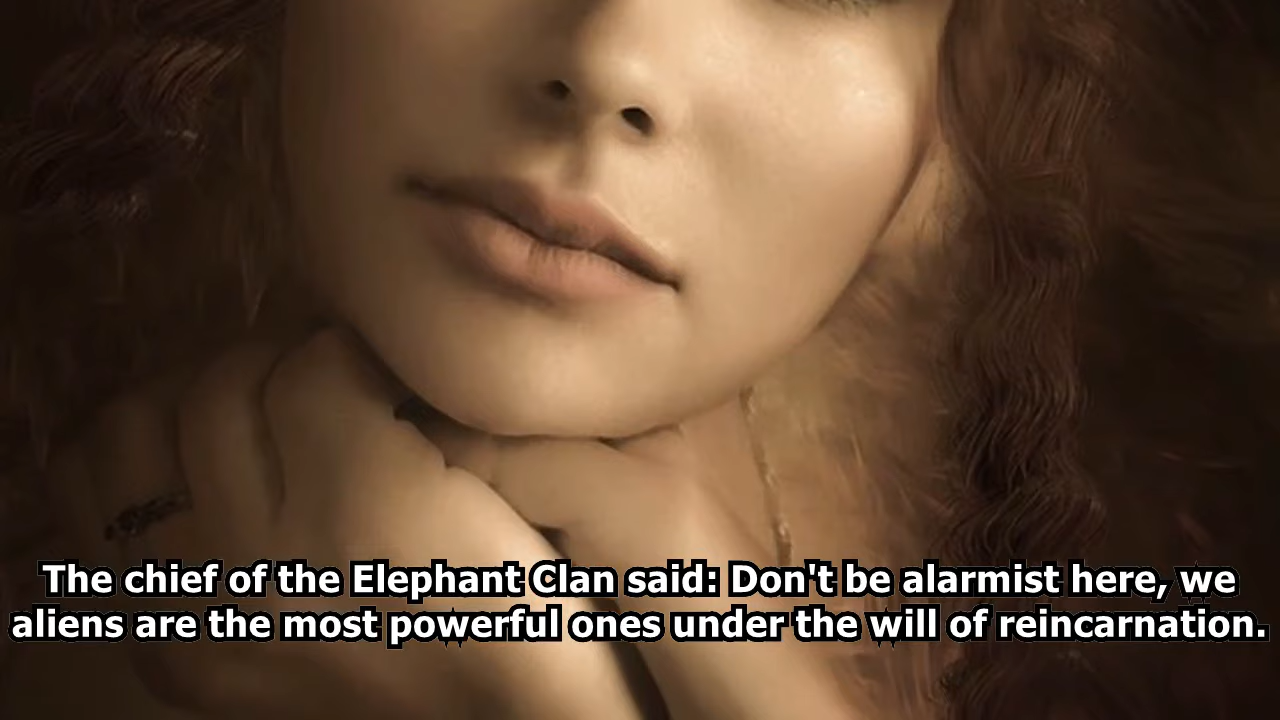 The chief of the Elephant Clan said: Don't be alarmist here, we
aliens are the most powerful ones under the will of reincarnation.